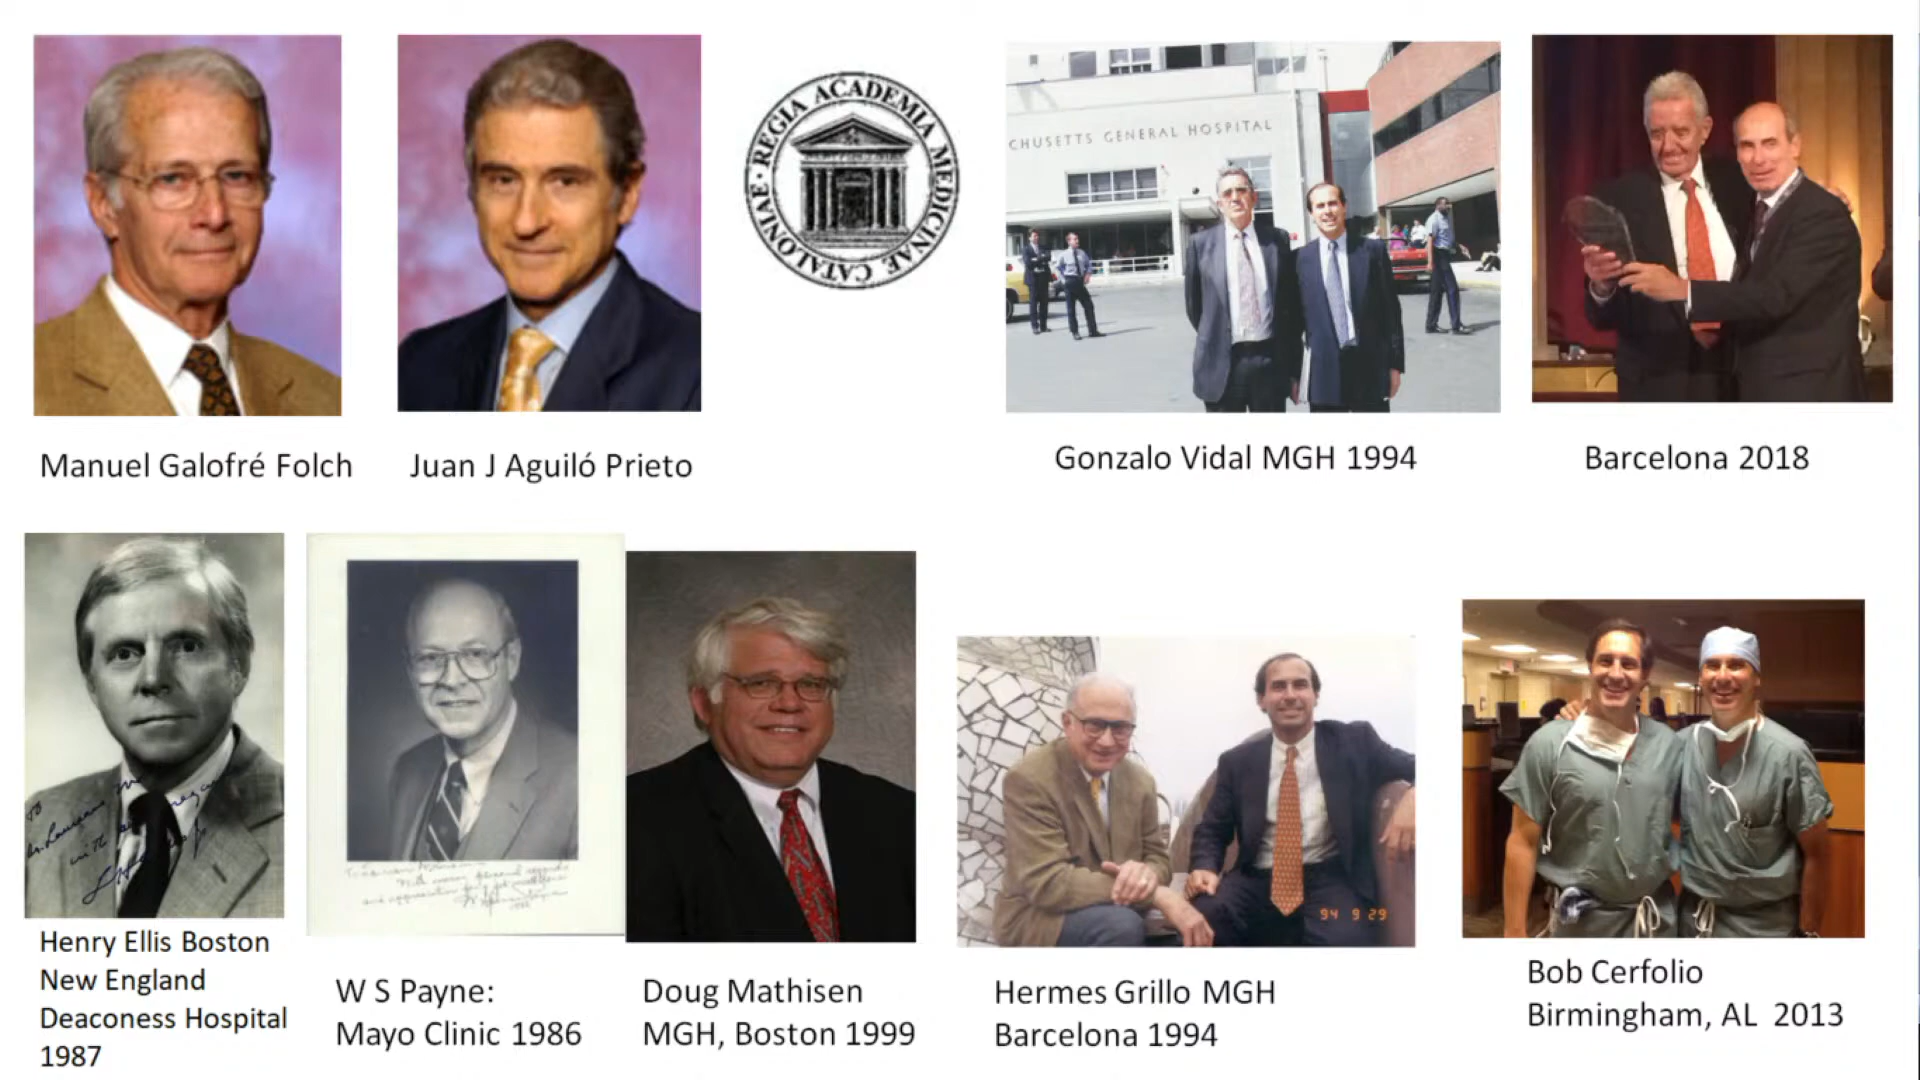 REGIA ACADEMIA MEDICINAE CATALONIAE
CHUSETTS GENERAL HOSPITAL
Manuel Galofré Folch
Juan J Aguiló Prieto
Gonzalo Vidal MGH 1994
Barcelona 2018
with
94 9 29
Henry Ellis Boston
New England
Deaconess Hospital
1987
W S Payne:
Mayo Clinic 1986
Doug Mathisen
MGH, Boston 1999
Hermes Grillo MGH
Barcelona 1994
Bob Cerfolio
Birmingham, AL 2013